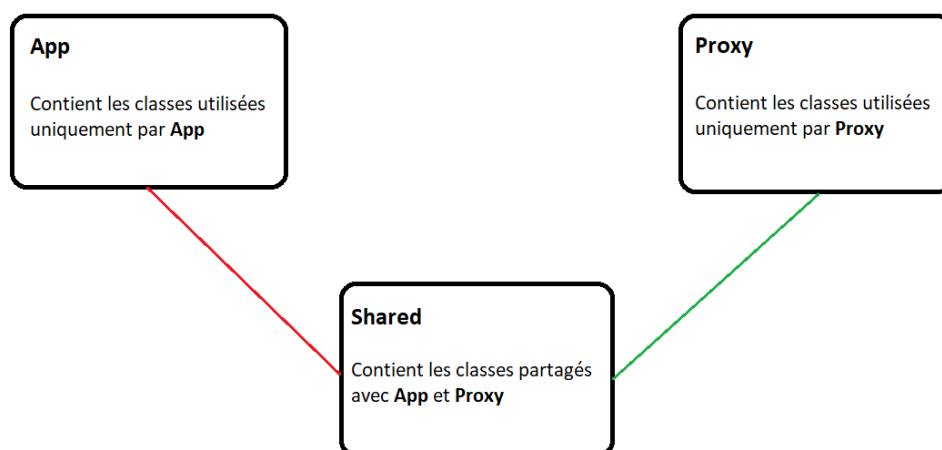 App
Contient les classes utilisées
uniquement par App
Proxy
Contient les classes utilisées
uniquement par Proxy
Shared
Contient les classes partagés
avec App et Proxy